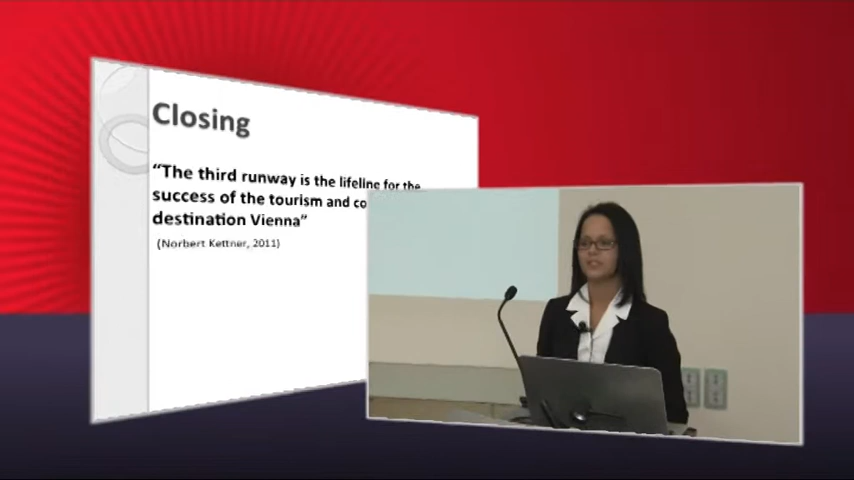 Closing
“The third runway is the lifeline for the
success of the tourism and co
destination Vienna”
(Norbert Kettner, 2011)